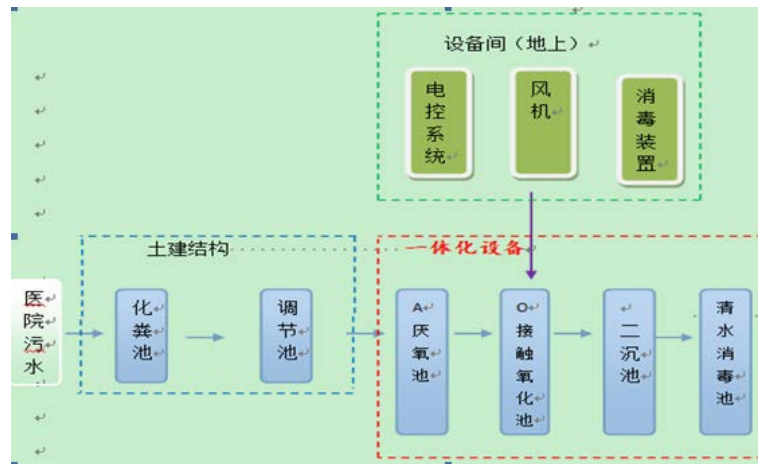 设备间（地上）
电控系统
风机
消毒装置
土建结构
一体化设备
医院污水
化粪池
调节池
A厌氧池
O接触氧化池
二沉池
清水消毒池